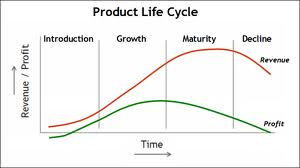 Product Life Cycle
Introduction Growth Maturity Decline
Revenue
Revenue / Profit
Profit
Time